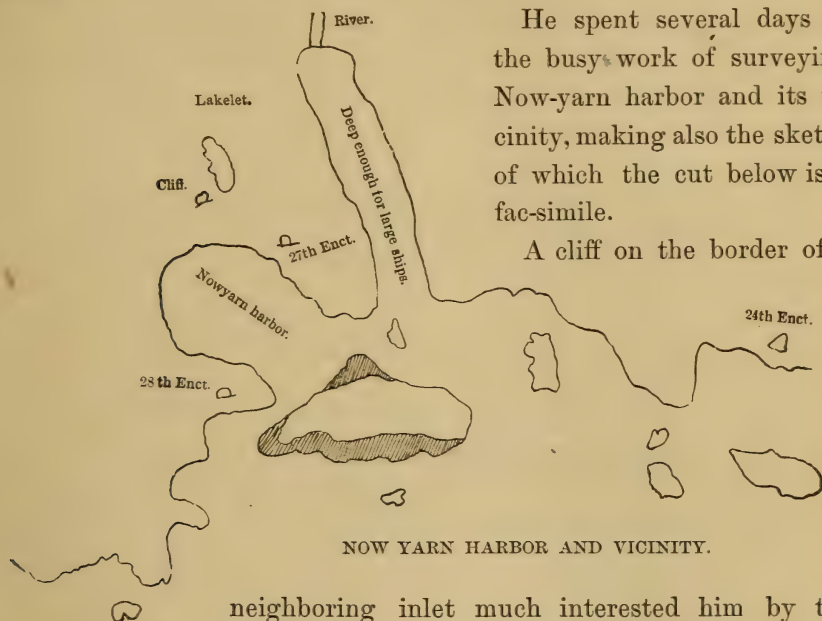 River.
He spent several days
the busy work of surveyin
Lakelet.
Now-yarn harbor and its
cinity, making also the sket
Deep enough for large ships.
Cliff.
of which the cut below is
fac-simile.
27th Enct.
A cliff on the border of
Nowyarn harbor.
24th Enct.
28th Enct.
NOW YARN HARBOR AND VICINITY.
neighboring inlet much interested him by t